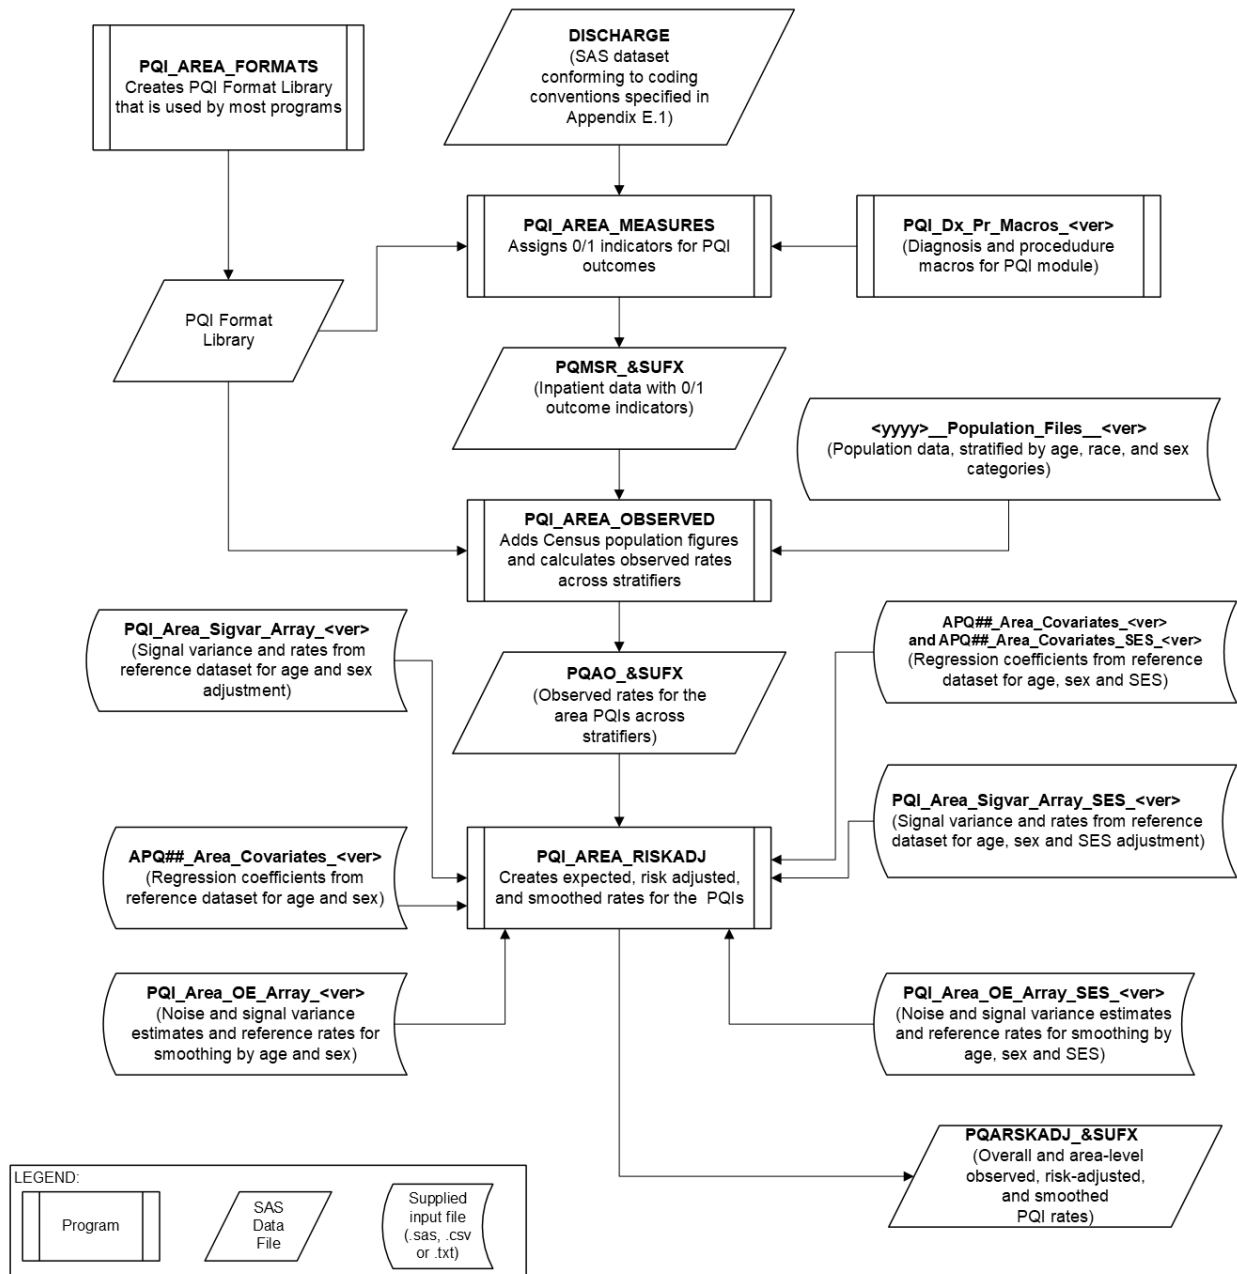 PQI_AREA_FORMATS
Creates PQI Format Library
that is used by most programs
DISCHARGE
(SAS dataset
conforming to coding
conventions specified in
Appendix E.1)
PQI_AREA_MEASURES
Assigns 0/1 indicators for PQI
outcomes
PQI_Dx_Pr_Macros_<ver>
(Diagnosis and procedudure
macros for PQI module)
PQI Format
Library
PQMSR_&SUFX
(Inpatient data with 0/1
outcome indicators)
<yyyy>__Population_Files__<ver>
(Population data, stratified by age, race, and sex
categories)
PQI_AREA_OBSERVED
Adds Census population figures
and calculates observed rates
across stratifiers
PQI_Area_Sigvar_Array_<ver>
(Signal variance and rates from
reference dataset for age and sex
adjustment)
PQAO_&SUFX
(Observed rates for the
area PQIs across
stratifiers)
APQ##_Area_Covariates_<ver>
and APQ##_Area_Covariates_SES_<ver>
(Regression coefficients from reference
dataset for age, sex and SES)
PQI_Area_Sigvar_Array_SES_<ver>
(Signal variance and rates from reference
dataset for age, sex and SES adjustment)
APQ##_Area_Covariates_<ver>
(Regression coefficients from
reference dataset for age and sex)
PQI_AREA_RISKADJ
Creates expected, risk adjusted,
and smoothed rates for the PQIs
PQI_Area_OE_Array_<ver>
(Noise and signal variance
estimates and reference rates for
smoothing by age and sex)
PQI_Area_OE_Array_SES_<ver>
(Noise and signal variance estimates
and reference rates for smoothing by
age, sex and SES)
PQARSKADJ_&SUFX
(Overall and area-level
observed, risk-adjusted,
and smoothed
PQI rates)
LEGEND:
Program
SAS
Data
File
Supplied
input file
(.sas, .csv
or .txt)